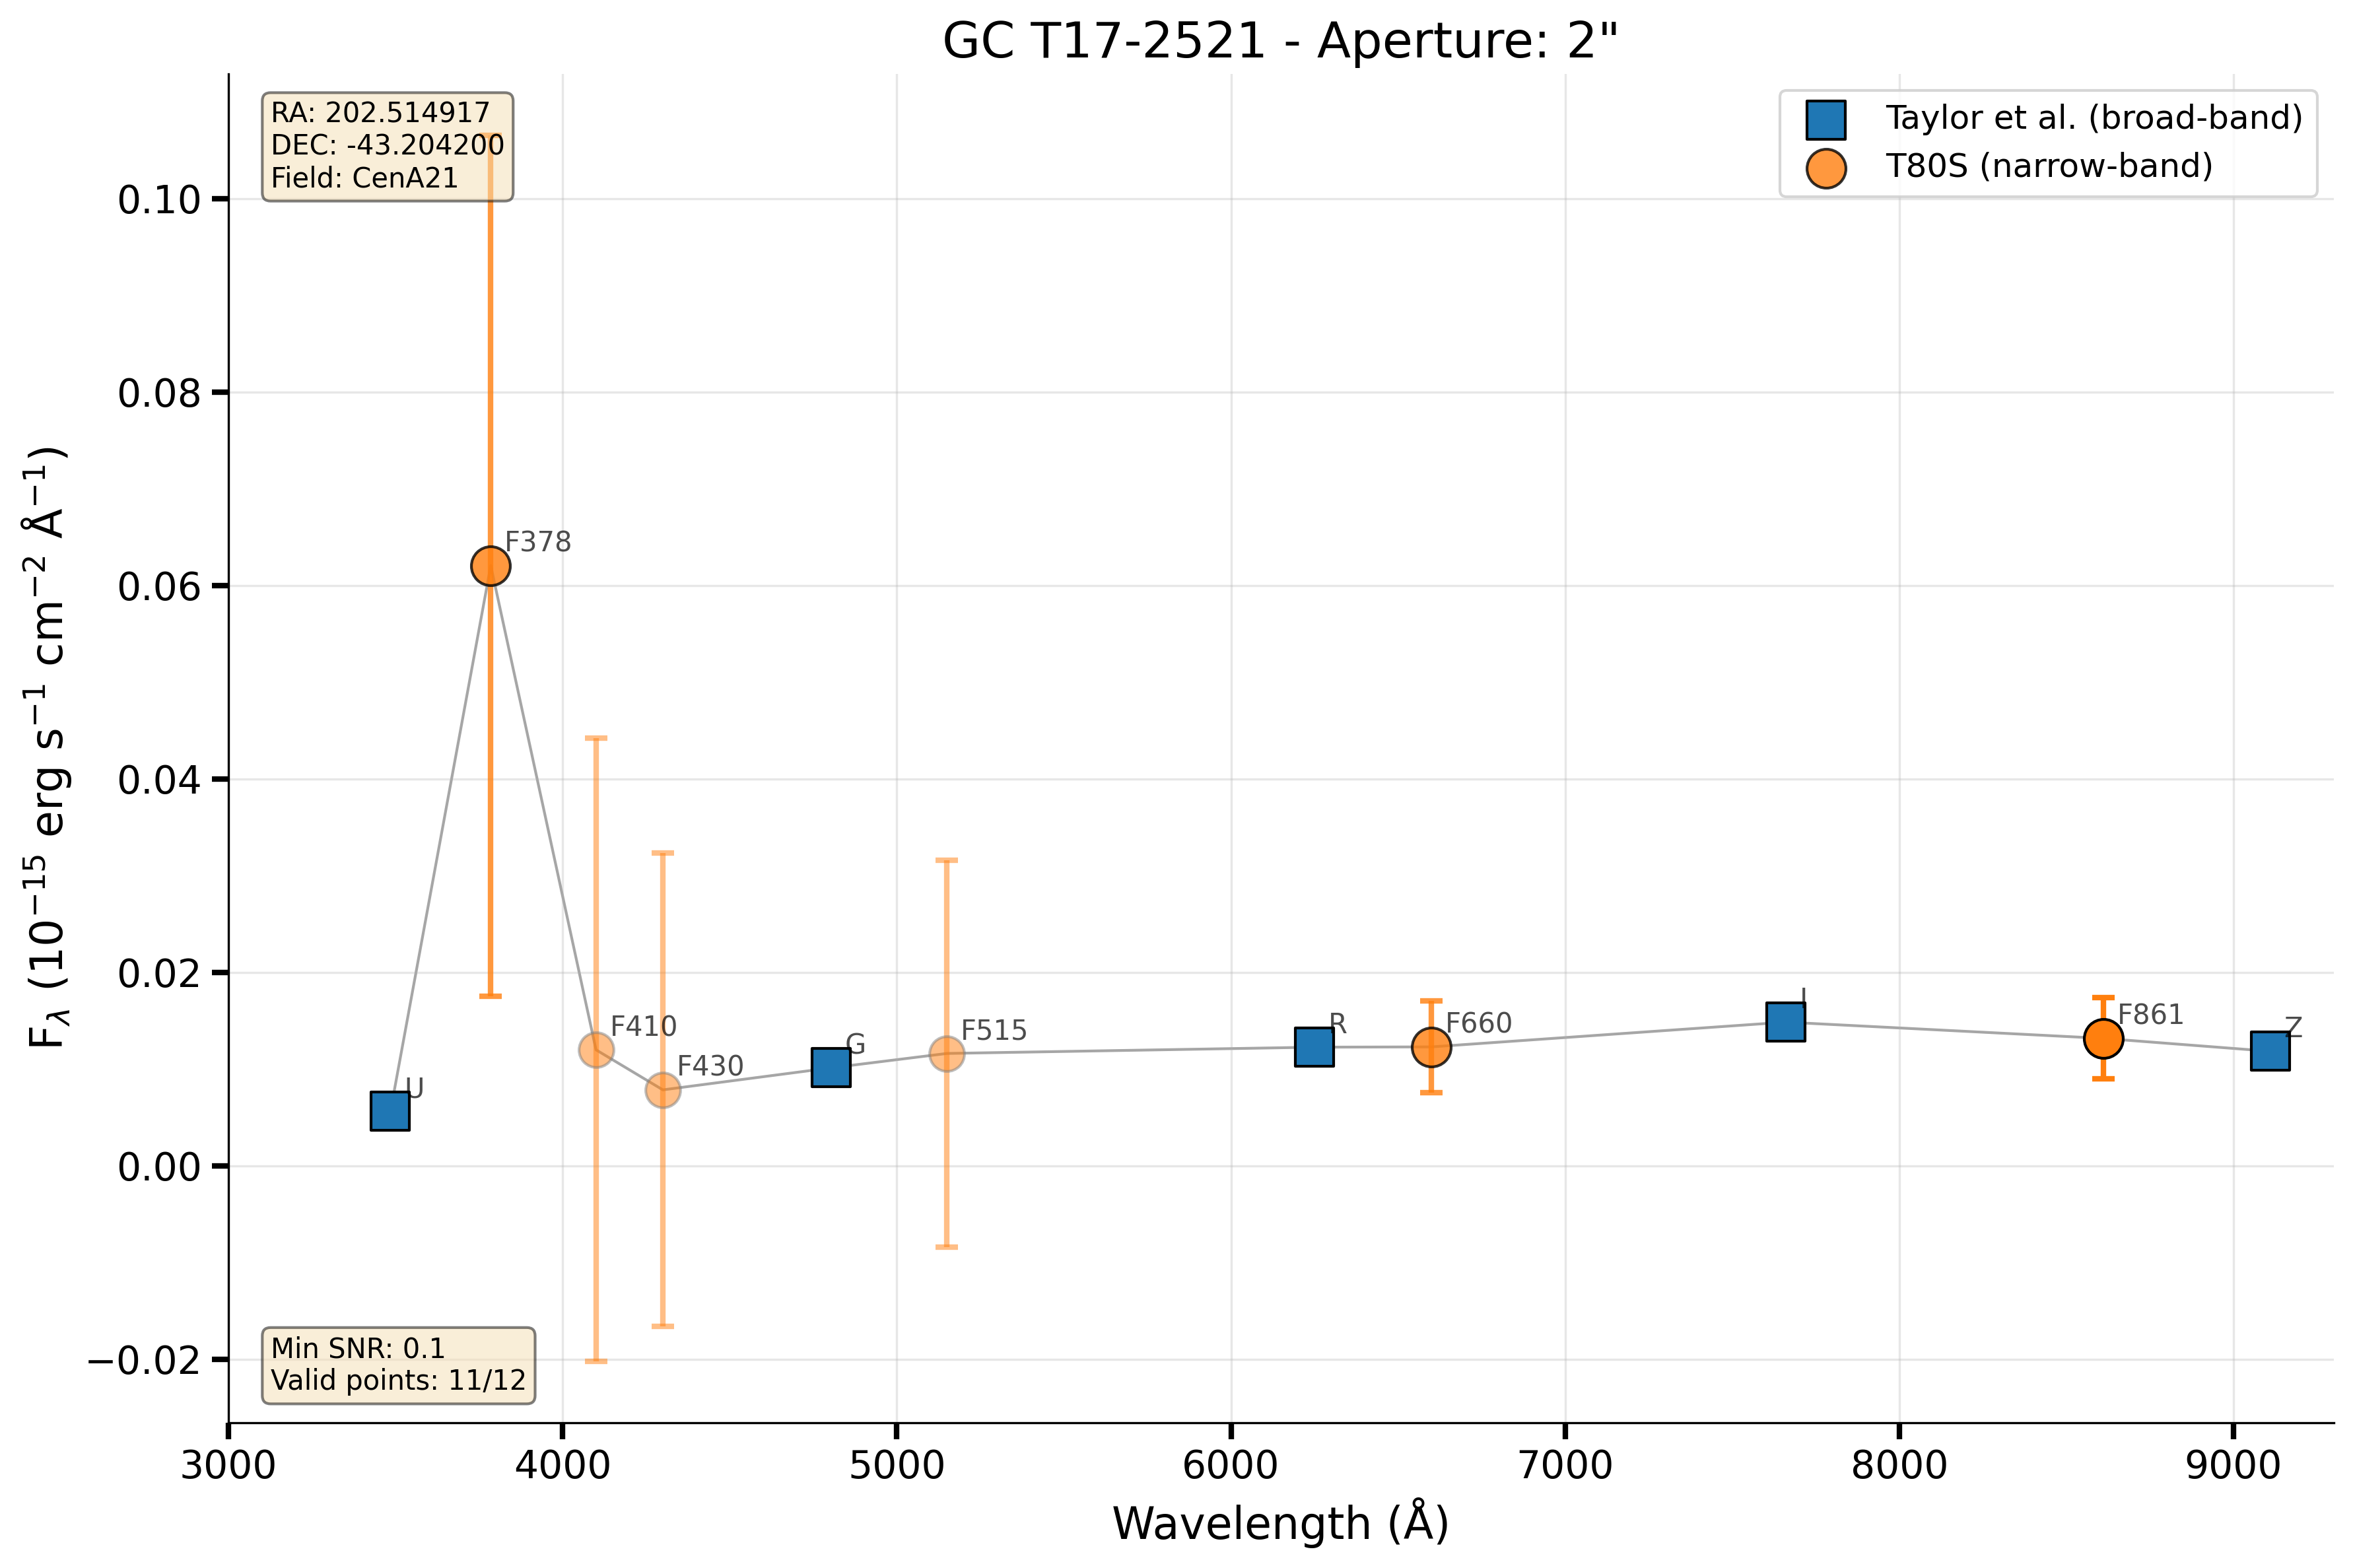 GC T17-2521 - Aperture: 2"
RA: 202.514917
DEC: -43.204200
Field: CenA21
Taylor et al. (broad-band)
T80S (narrow-band)
0.10
0.08
0.06
0.04
0.02
0.00
−0.02
F_λ (10⁻¹⁵ erg s⁻¹ cm⁻² Å⁻¹)
U
F378
F410
F430
G
F515
R
F660
I
F861
Z
Min SNR: 0.1
Valid points: 11/12
3000 4000 5000 6000 7000 8000 9000
Wavelength (Å)